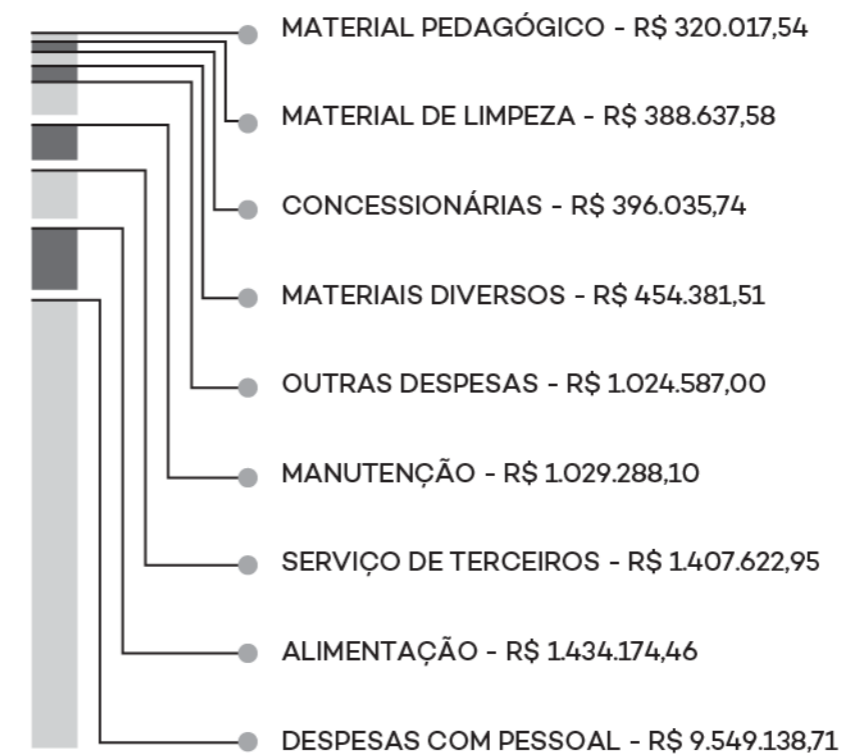 MATERIAL PEDAGÓGICO - R$ 320.017,54
MATERIAL DE LIMPEZA - R$ 388.637,58
CONCESSIONÁRIAS - R$ 396.035,74
MATERIAIS DIVERSOS - R$ 454.381,51
OUTRAS DESPESAS - R$ 1.024.587,00
MANUTENÇÃO - R$ 1.029.288,10
SERVIÇO DE TERCEIROS - R$ 1.407.622,95
ALIMENTAÇÃO - R$ 1.434.174,46
DESPESAS COM PESSOAL - R$ 9.549.138,71